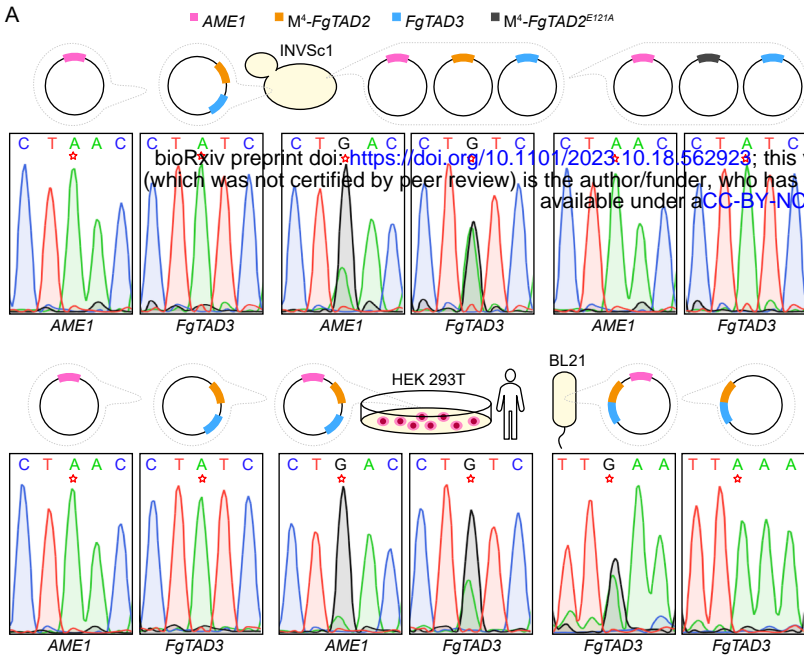 A
AME1 M⁴-FgTAD2 FgTAD3 M⁴-FgTAD2ᴱ¹²¹ᴬ
INVSc1
C T A A C C T A T C C T G A C C T G T C C T A A C C T A T C
bioRxiv preprint doi: https://doi.org/10.1101/2023.10.18.562923; this v
(which was not certified by peer review) is the author/funder, who has
available under aCC-BY-NC
AME1 FgTAD3 AME1 FgTAD3 AME1 FgTAD3
HEK 293T BL21
C T A A C C T A T C C T G A C C T G T C T T G A A T T A A A
AME1 FgTAD3 AME1 FgTAD3 FgTAD3 FgTAD3